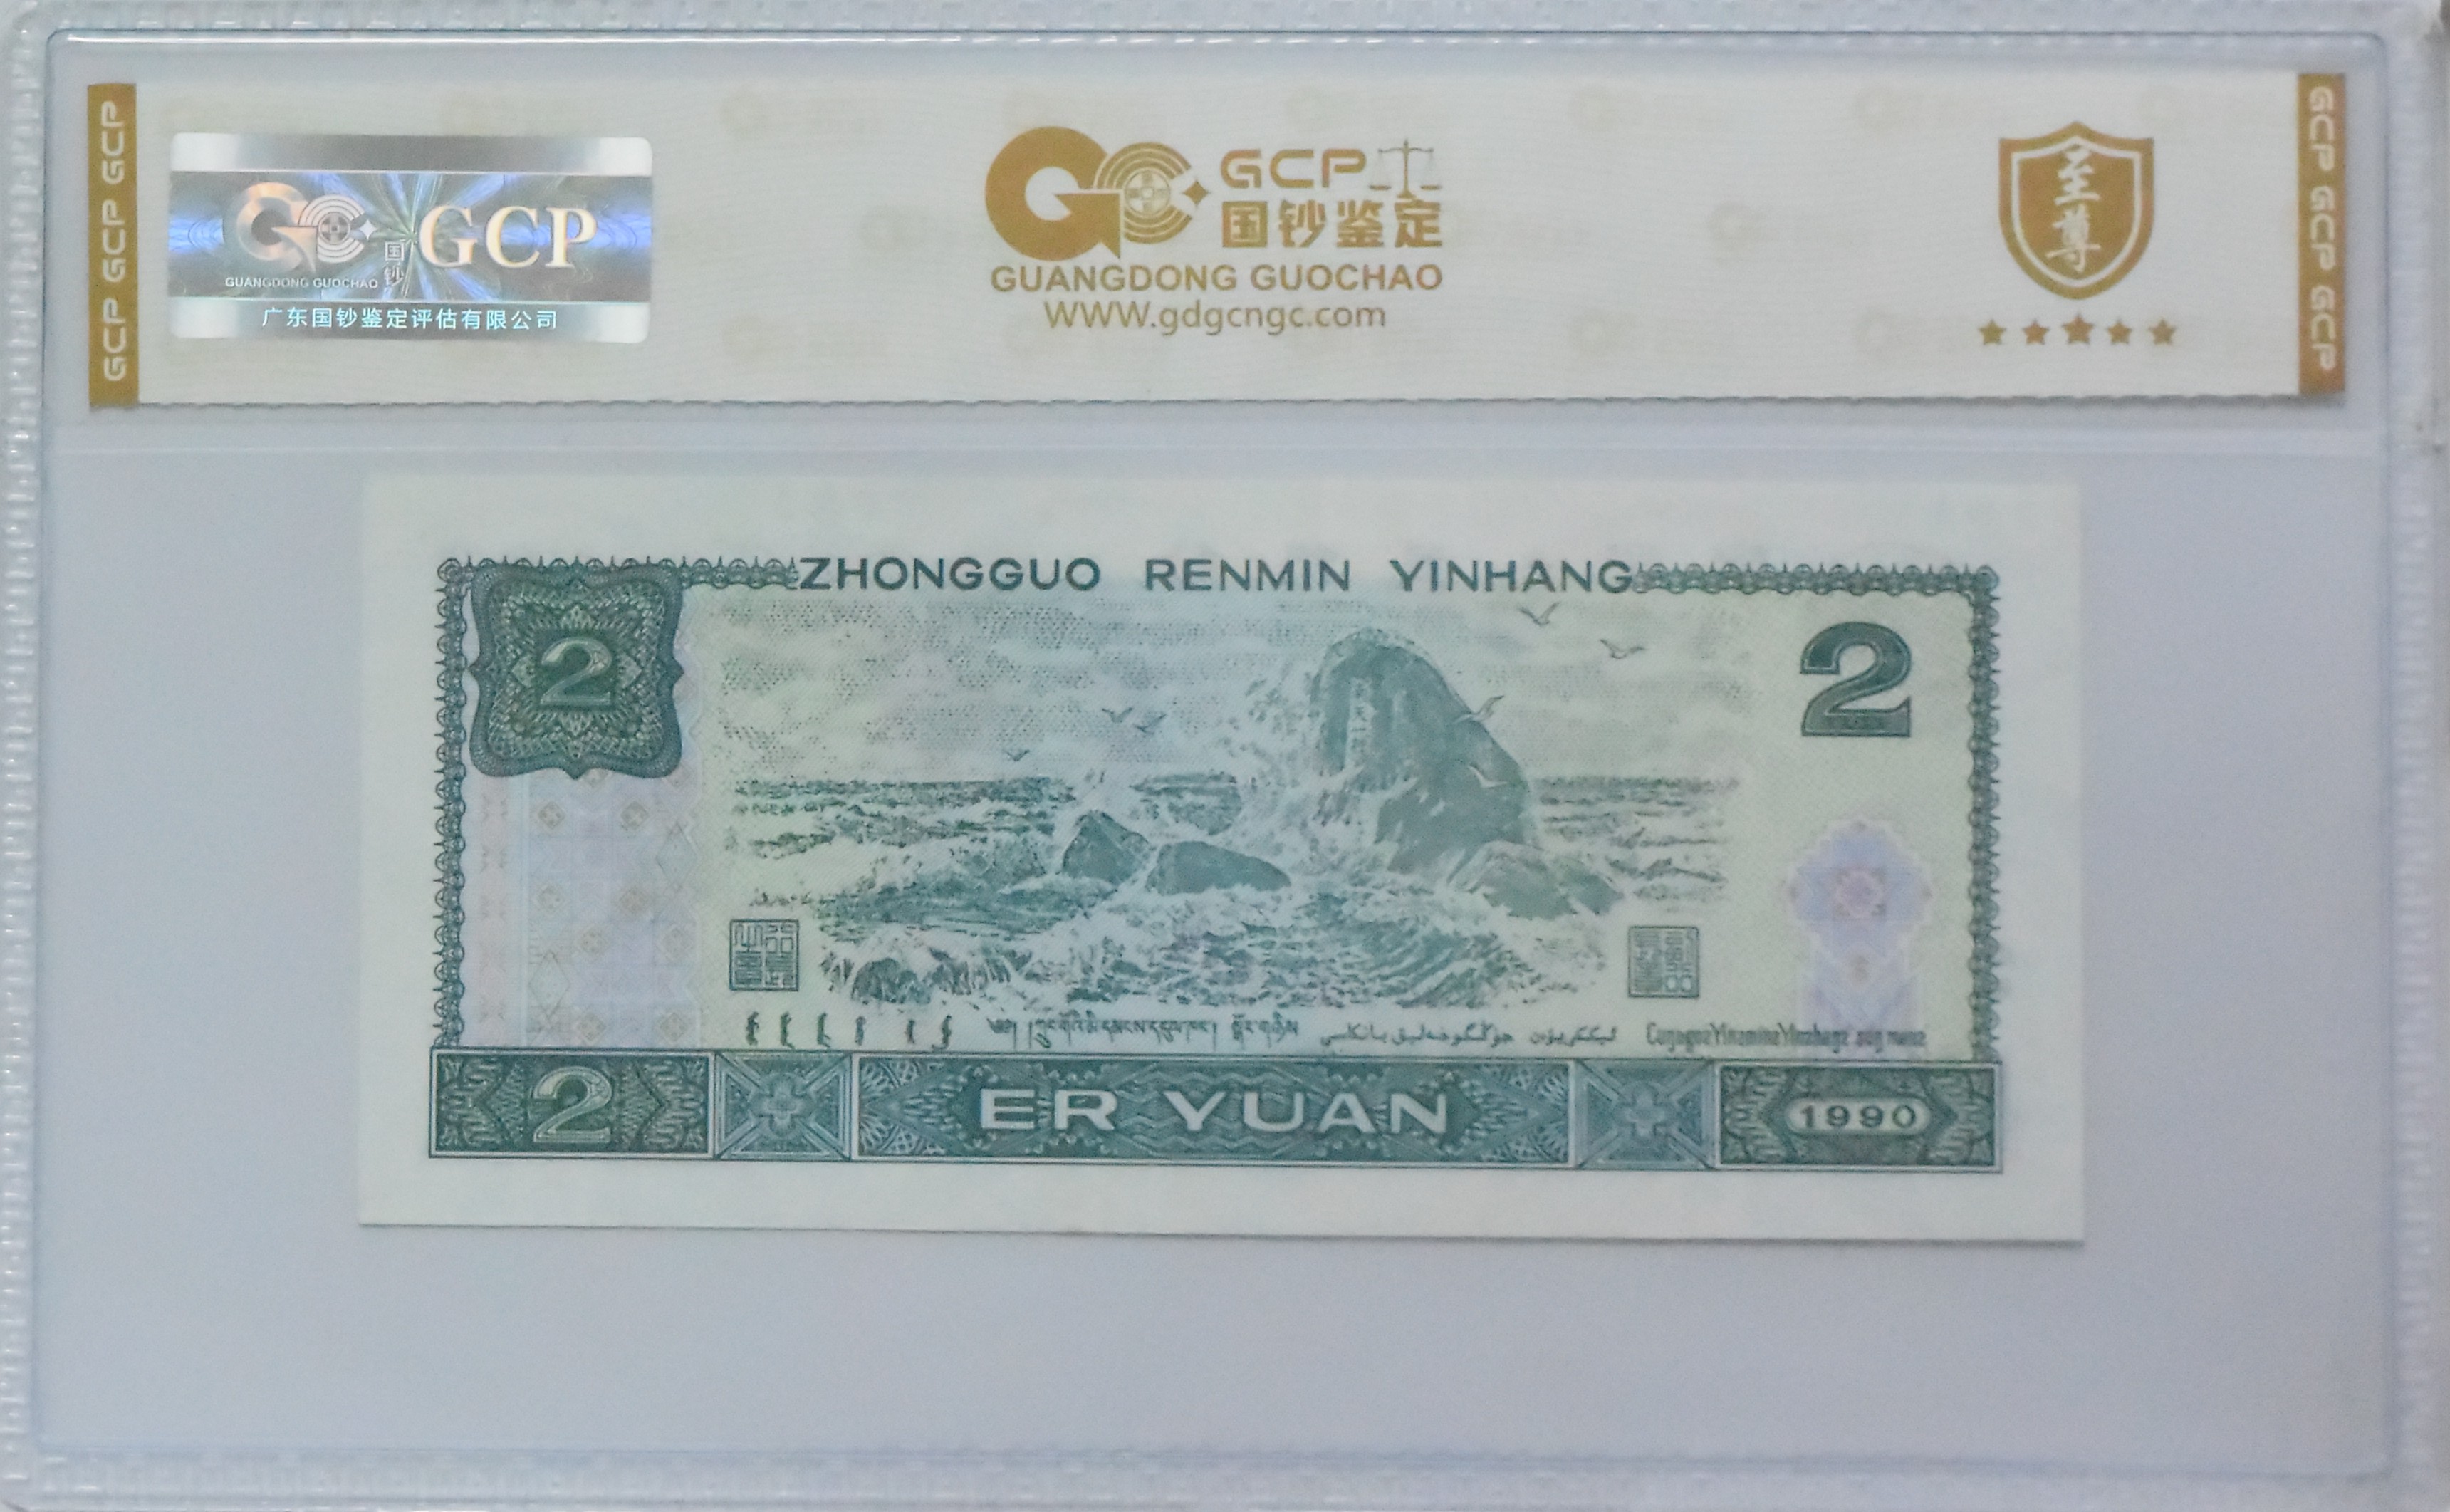 GCP GCP GCP
GCP
国钞
GUANGDONG GUOCHAO
广东国钞鉴定评估有限公司
GCP
国钞鉴定
GUANGDONG GUOCHAO
WWW.gdgcngc.com
至尊
GCP GCP GCP
ZHONGGUO RENMIN YINHANG
2
2
2
ER YUAN
1990